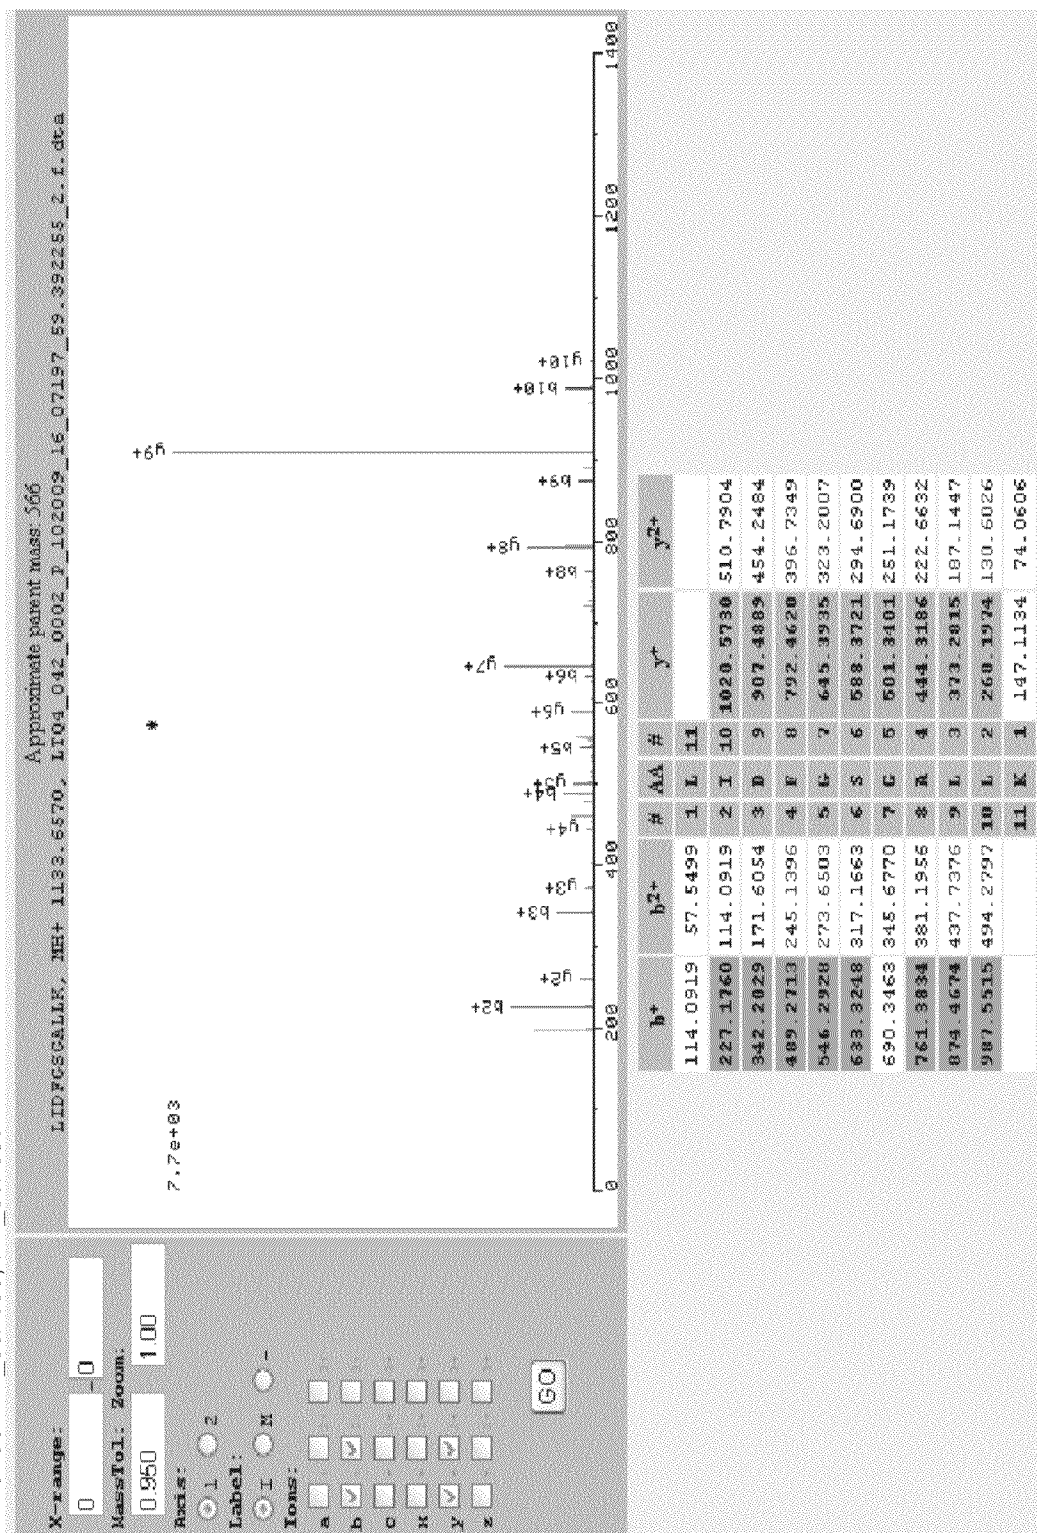 X-range:
0 - 0
MassTol: Zoom:
0.950 1.00
Axis:
1 2
Label:
I M -
Ions:
a
b
c
x
y
z
GO
Approximate parent mass: 566
LIDFGSGALLK, MH+ 1133.6570, LTQ4_042_0002_P_102009_16_07197_59.392255_2.f.dta
7.7e+03
*
b2+
y2+
b3+
y3+
y4+
b4+
y5+
b5+
y6+
b6+
y7+
b8+
y8+
b9+
y9+
b10+
y10+
0 200 400 600 800 1000 1200 1400
b+ b2+ # AA # y+ y2+
114.0919 57.5499 1 L 11
227.1760 114.0919 2 I 10 1020.5730 510.7904
342.2029 171.6054 3 D 9 907.4889 454.2484
489.2713 245.1396 4 F 8 792.4620 396.7349
546.2928 273.6503 5 G 7 645.3935 323.2007
633.3248 317.1663 6 S 6 588.3721 294.6900
690.3463 345.6770 7 G 5 501.3401 251.1739
761.3834 381.1956 8 A 4 444.3186 222.6632
874.4674 437.7376 9 L 3 373.2815 187.1447
987.5515 494.2797 10 L 2 260.1974 130.6026
11 K 1 147.1134 74.0606